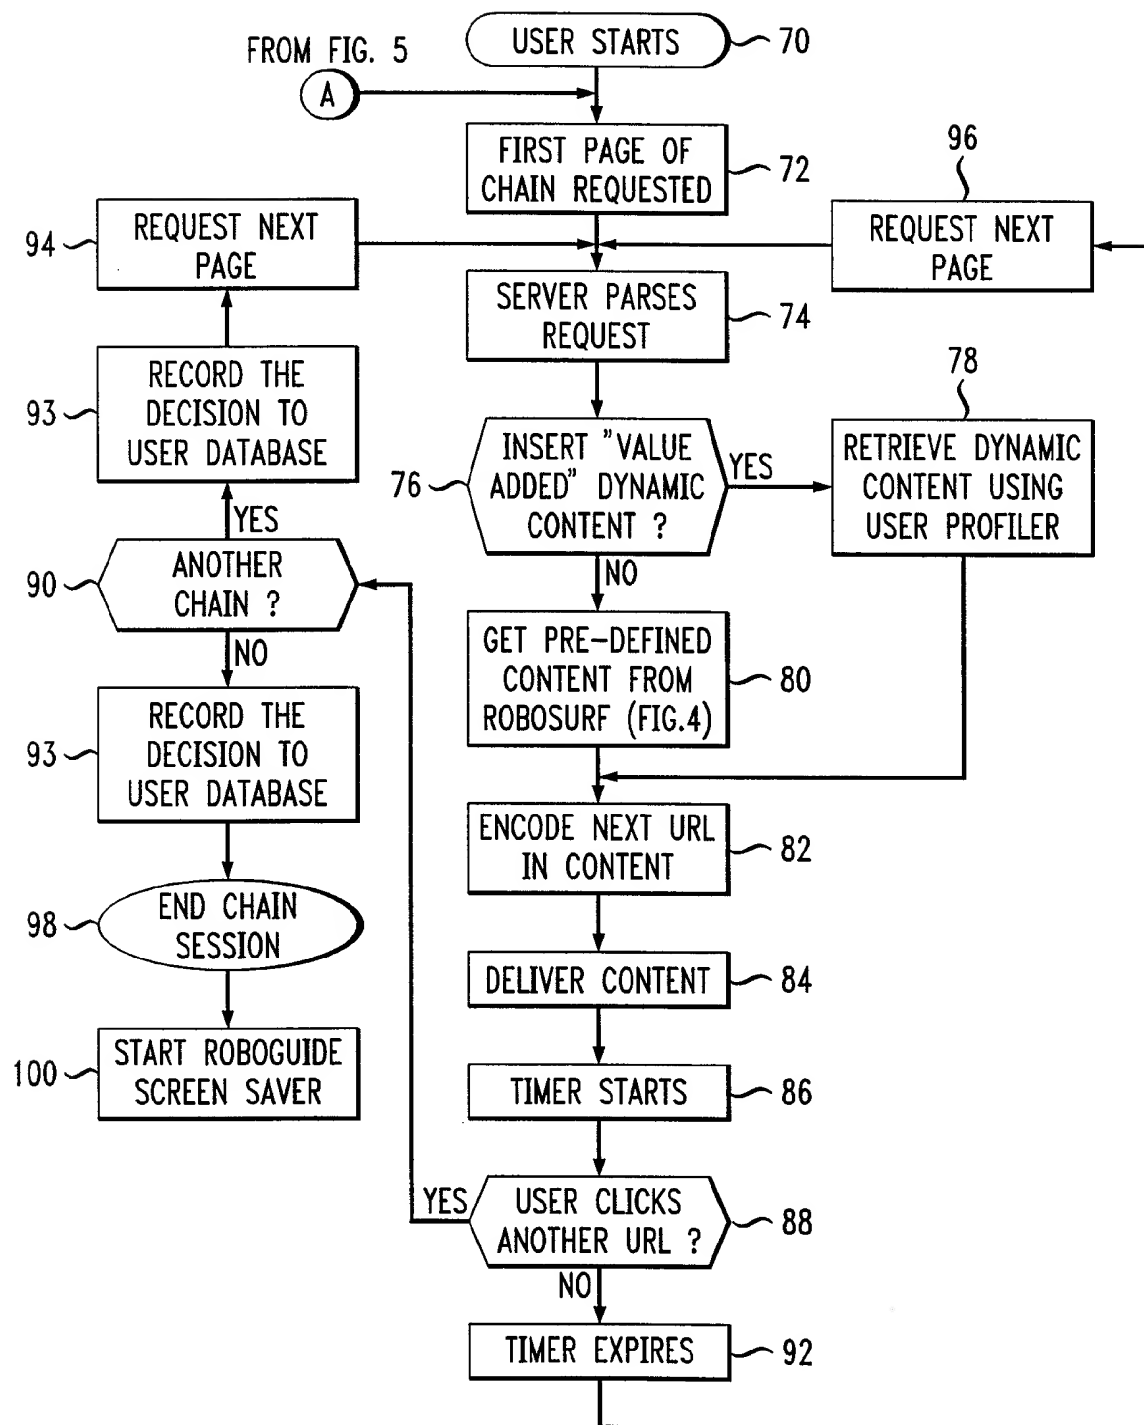 USER STARTS
70
FROM FIG. 5
A
FIRST PAGE OF
CHAIN REQUESTED
72
96
94
REQUEST NEXT
PAGE
REQUEST NEXT
PAGE
SERVER PARSES
REQUEST
74
93
RECORD THE
DECISION TO
USER DATABASE
78
76
INSERT "VALUE
ADDED" DYNAMIC
CONTENT ?
YES
RETRIEVE DYNAMIC
CONTENT USING
USER PROFILER
YES
NO
90
ANOTHER
CHAIN ?
NO
GET PRE-DEFINED
CONTENT FROM
ROBOSURF (FIG.4)
80
93
RECORD THE
DECISION TO
USER DATABASE
ENCODE NEXT URL
IN CONTENT
82
98
END CHAIN
SESSION
DELIVER CONTENT
84
100
START ROBOGUIDE
SCREEN SAVER
TIMER STARTS
86
YES
USER CLICKS
ANOTHER URL ?
88
NO
TIMER EXPIRES
92